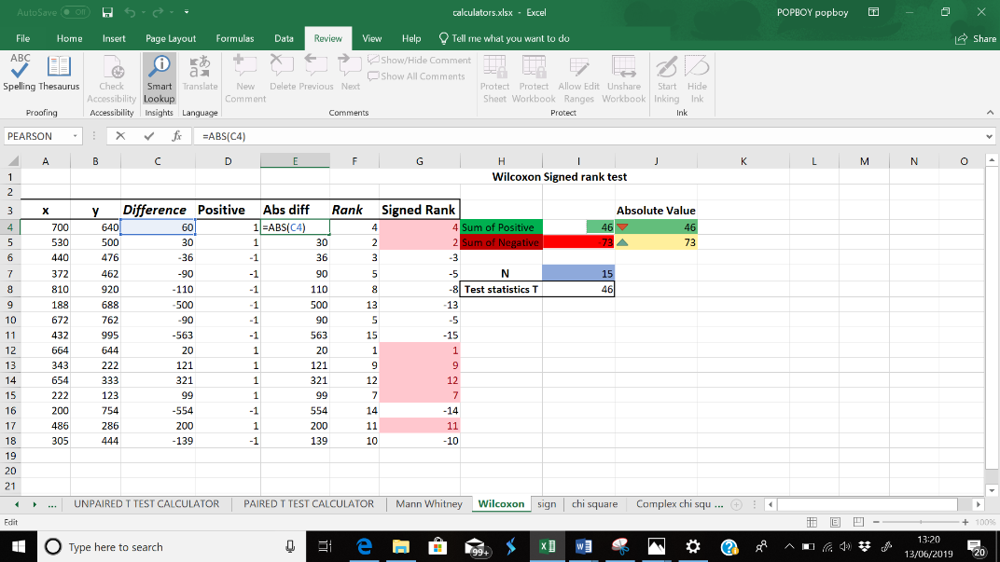 AutoSave Off calculators.xlsx - Excel POPBOY popboy
File Home Insert Page Layout Formulas Data Review View Help Tell me what you want to do Share
ABC Show/Hide Comment
Show All Comments
Spelling Thesaurus Check Smart Translate New Delete Previous Next Protect Protect Allow Edit Unshare Start Hide
Accessibility Lookup Comment Sheet Workbook Ranges Workbook Inking Ink
Proofing Accessibility Insights Language Comments Protect Ink
PEARSON fx =ABS(C4)
A B C D E F G H I J K L M N O
1 Wilcoxon Signed rank test
2
3 x y Difference Positive Abs diff Rank Signed Rank Absolute Value
4 700 640 60 1 =ABS(C4) 4 4 Sum of Positive 46 46
5 530 500 30 1 30 2 2 Sum of Negative -73 73
6 440 476 -36 -1 36 3 -3
7 372 462 -90 -1 90 5 -5 N 15
8 810 920 -110 -1 110 8 -8 Test statistics T 46
9 188 688 -500 -1 500 13 -13
10 672 762 -90 -1 90 5 -5
11 432 995 -563 -1 563 15 -15
12 664 644 20 1 20 1 1
13 343 222 121 1 121 9 9
14 654 333 321 1 321 12 12
15 222 123 99 1 99 7 7
16 200 754 -554 -1 554 14 -14
17 486 286 200 1 200 11 11
18 305 444 -139 -1 139 10 -10
19
20
21
... UNPAIRED T TEST CALCULATOR PAIRED T TEST CALCULATOR Mann Whitney Wilcoxon sign chi square Complex chi squ ...
Edit 100%
Type here to search 99+ 13:20
13/06/2019 20